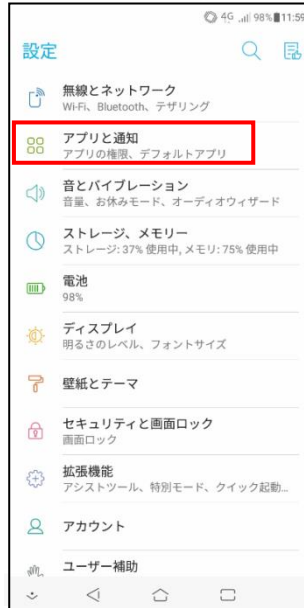 4G 98% 11:59
設定
無線とネットワーク
Wi-Fi、Bluetooth、テザリング
アプリと通知
アプリの権限、デフォルトアプリ
音とバイブレーション
音量、お休みモード、オーディオウィザード
ストレージ、メモリー
ストレージ: 37% 使用中, メモリ: 75% 使用中
電池
98%
ディスプレイ
明るさのレベル、フォントサイズ
壁紙とテーマ
セキュリティと画面ロック
画面ロック
拡張機能
アシストツール、特別モード、クイック起動...
アカウント
ユーザー補助